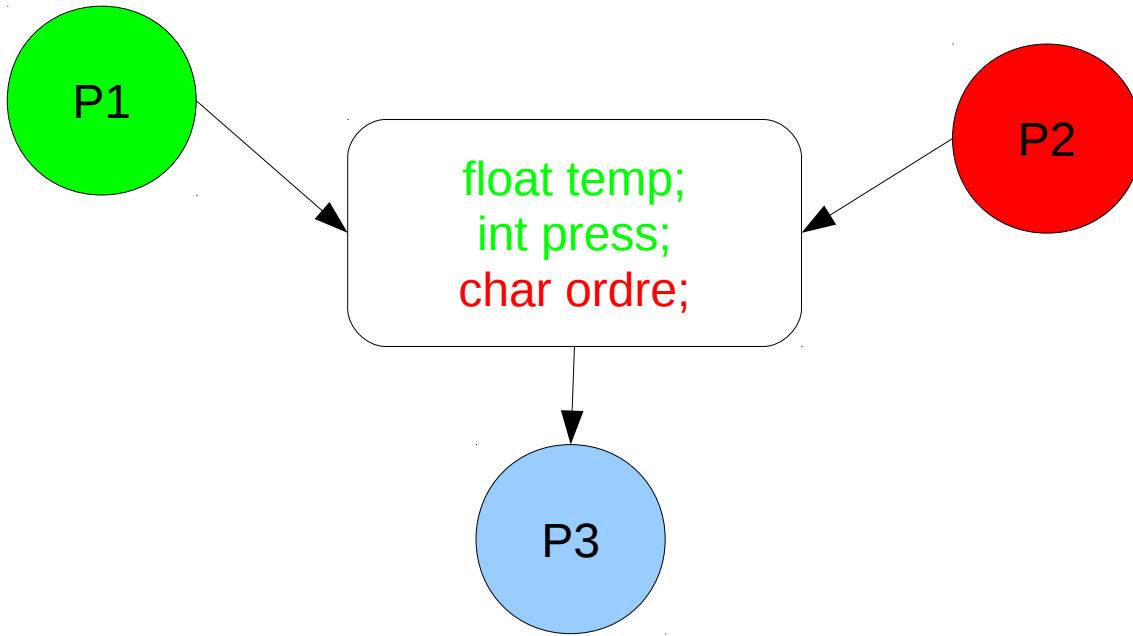 P1
P2
float temp;
int press;
char ordre;
P3